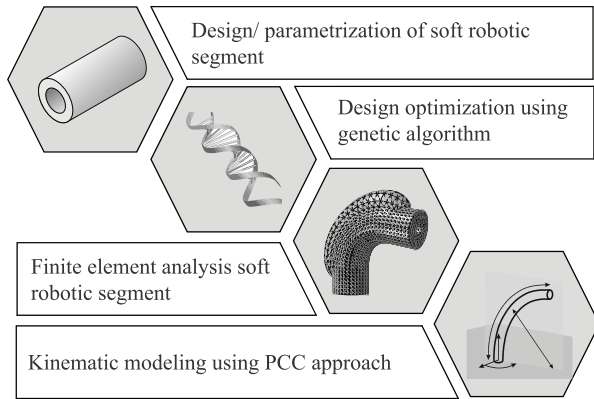 Design/ parametrization of soft robotic
segment
Design optimization using
genetic algorithm
Finite element analysis soft
robotic segment
Kinematic modeling using PCC approach